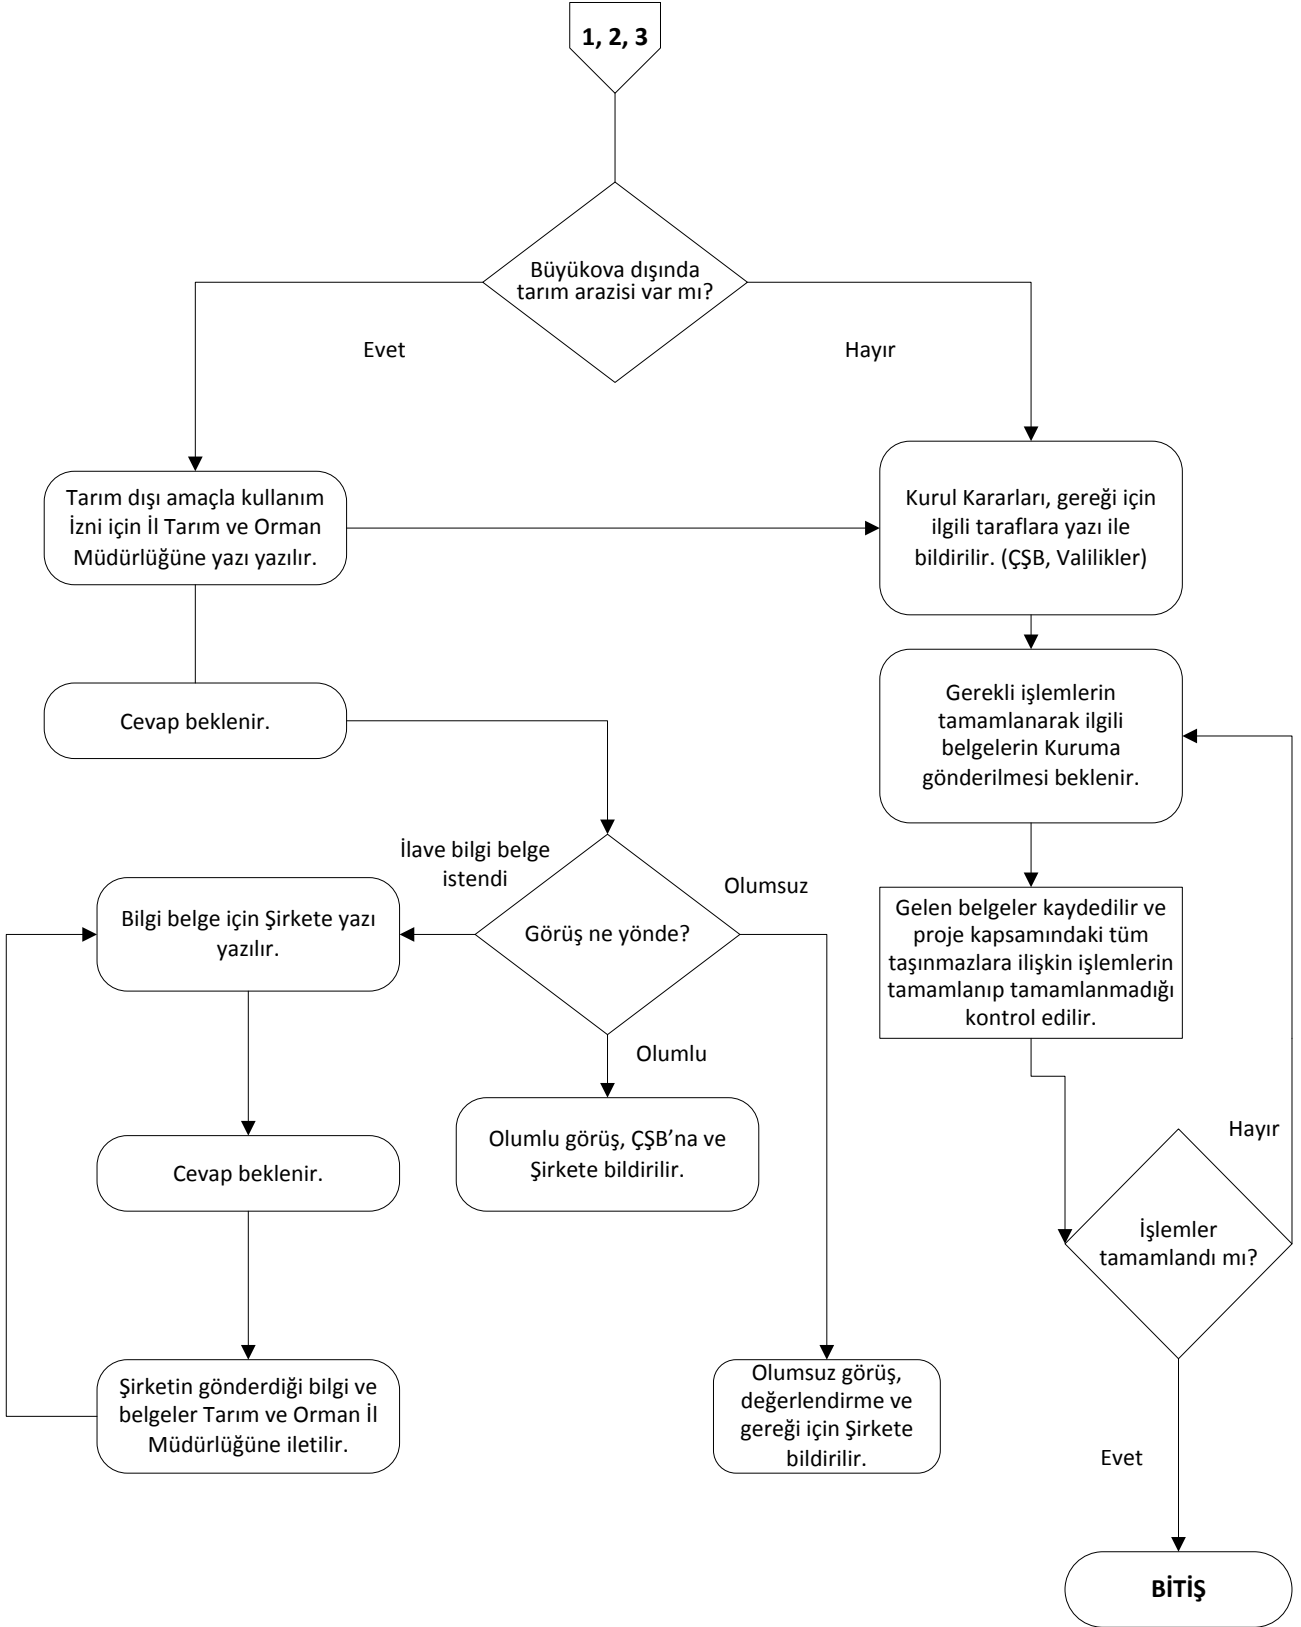 1, 2, 3
Büyükova dışında
tarım arazisi var mı?
Evet
Hayır
Tarım dışı amaçla kullanım
İzni için İl Tarım ve Orman
Müdürlüğüne yazı yazılır.
Kurul Kararları, gereği için
ilgili taraflara yazı ile
bildirilir. (ÇŞB, Valilikler)
Cevap beklenir.
Gerekli işlemlerin
tamamlanarak ilgili
belgelerin Kuruma
gönderilmesi beklenir.
İlave bilgi belge
istendi
Olumsuz
Bilgi belge için Şirkete yazı
yazılır.
Görüş ne yönde?
Gelen belgeler kaydedilir ve
proje kapsamındaki tüm
taşınmazlara ilişkin işlemlerin
tamamlanıp tamamlanmadığı
kontrol edilir.
Olumlu
Olumlu görüş, ÇŞB’na ve
Şirkete bildirilir.
Hayır
Cevap beklenir.
İşlemler
tamamlandı mı?
Şirketin gönderdiği bilgi ve
belgeler Tarım ve Orman İl
Müdürlüğüne iletilir.
Olumsuz görüş,
değerlendirme ve
gereği için Şirkete
bildirilir.
Evet
BİTİŞ